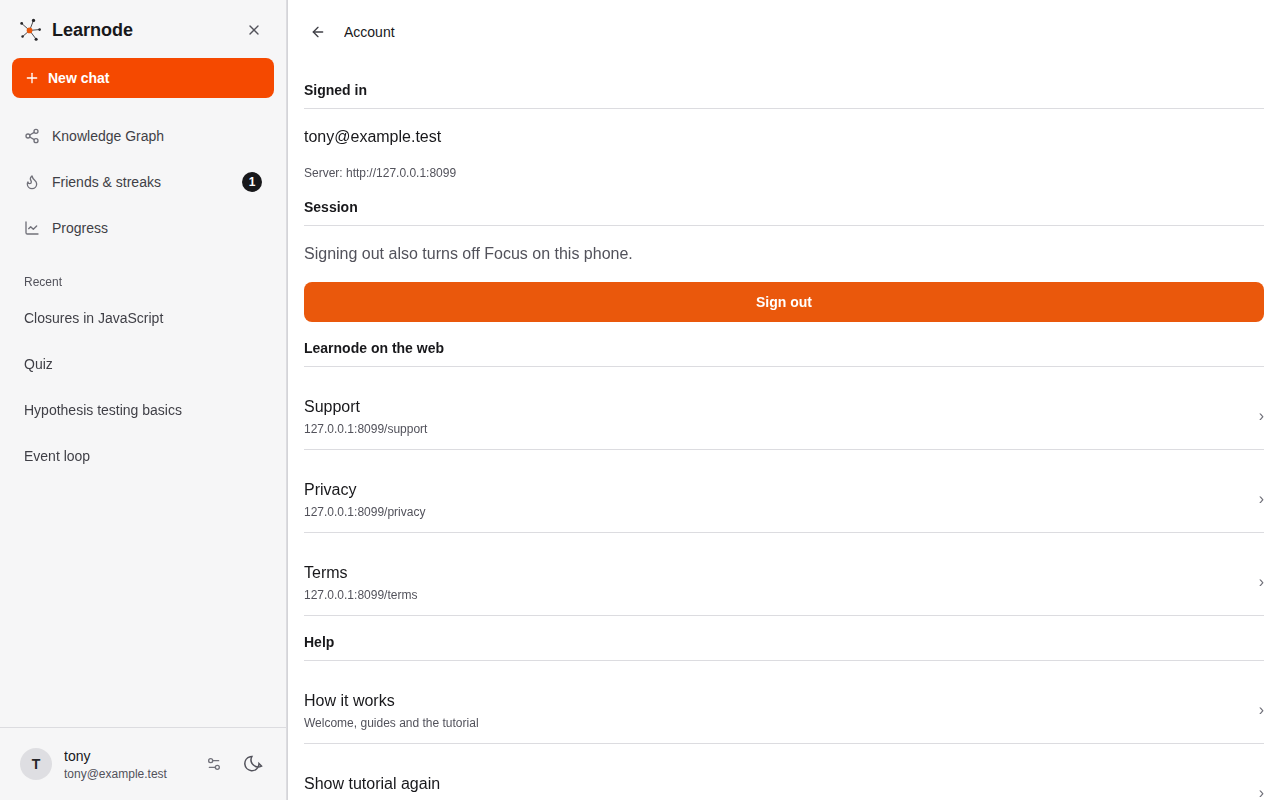 Learnode
New chat
Knowledge Graph
Friends & streaks 1
Progress
Recent
Closures in JavaScript
Quiz
Hypothesis testing basics
Event loop
T
tony
tony@example.test
Account
Signed in
tony@example.test
Server: http://127.0.0.1:8099
Session
Signing out also turns off Focus on this phone.
Sign out
Learnode on the web
Support
127.0.0.1:8099/support
Privacy
127.0.0.1:8099/privacy
Terms
127.0.0.1:8099/terms
Help
How it works
Welcome, guides and the tutorial
Show tutorial again